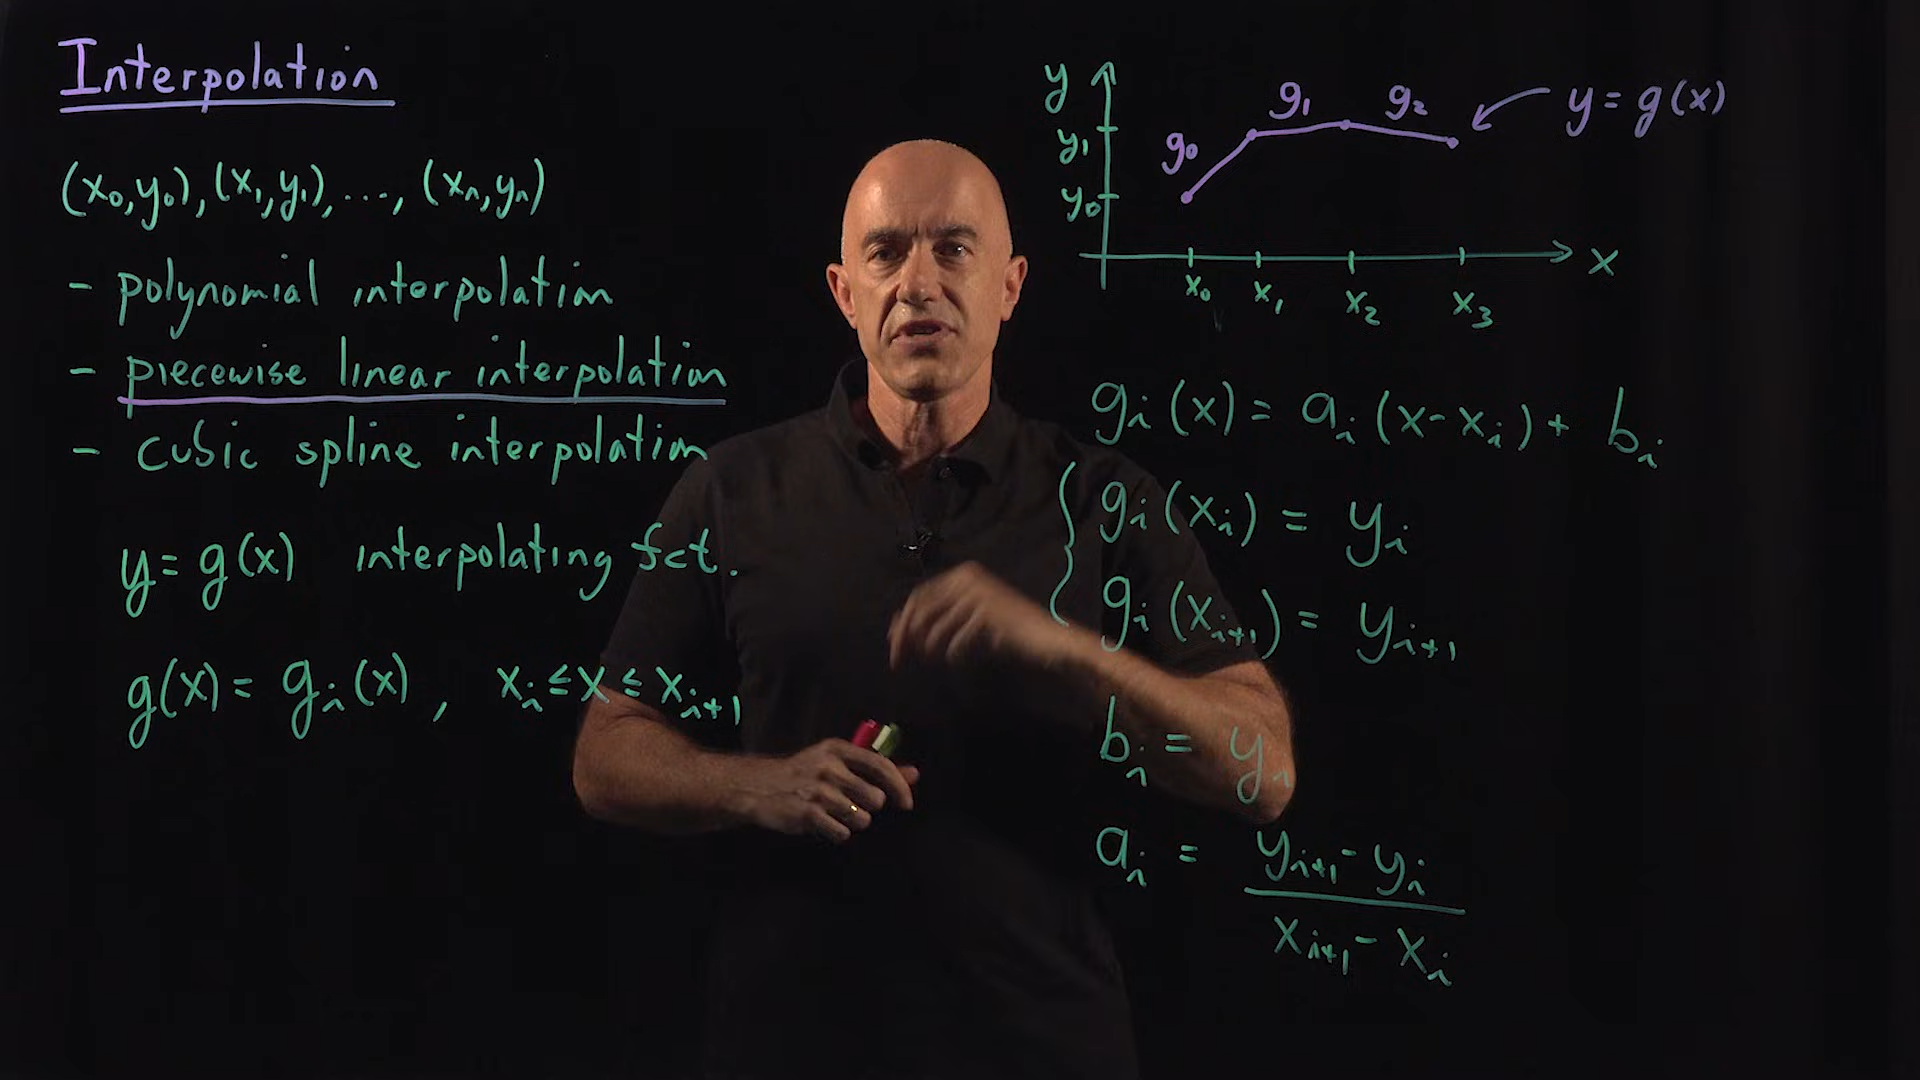 Interpolation
(x₀,y₀), (x₁,y₁), ..., (xₙ,yₙ)
- polynomial interpolation
- piecewise linear interpolation
- cubic spline interpolation
y = g(x) interpolating fct.
g(x) = gᵢ(x), xᵢ ≤ x ≤ xᵢ₊₁
y
y₁
y₀
g₀
g₁
g₂
y = g(x)
x₀ x₁ x₂ x₃
x
gᵢ(x) = aᵢ(x-xᵢ) + bᵢ
gᵢ(xᵢ) = yᵢ
gᵢ(xᵢ₊₁) = yᵢ₊₁
bᵢ = yᵢ
aᵢ = yᵢ₊₁ - yᵢ
xᵢ₊₁ - xᵢ